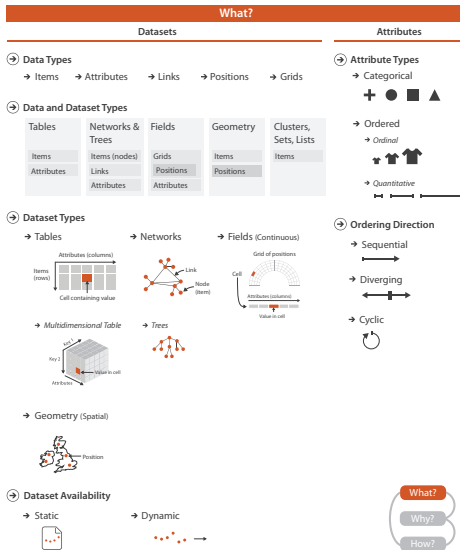 What?
Datasets
Attributes
Data Types
Items
Attributes
Links
Positions
Grids
Data and Dataset Types
Tables
Networks &
Trees
Fields
Geometry
Clusters,
Sets, Lists
Items
Attributes
Items (nodes)
Links
Attributes
Grids
Positions
Attributes
Items
Positions
Items
Dataset Types
Tables
Attributes (columns)
Items
(rows)
Cell containing value
Networks
Link
Node
(item)
Fields (Continuous)
Grid of positions
Cell
Attributes (columns)
Value in cell
Multidimensional Table
Key 1
Key 2
Value in cell
Attributes
Trees
Geometry (Spatial)
Position
Dataset Availability
Static
Dynamic
Attribute Types
Categorical
Ordered
Ordinal
Quantitative
Ordering Direction
Sequential
Diverging
Cyclic
What?
Why?
How?